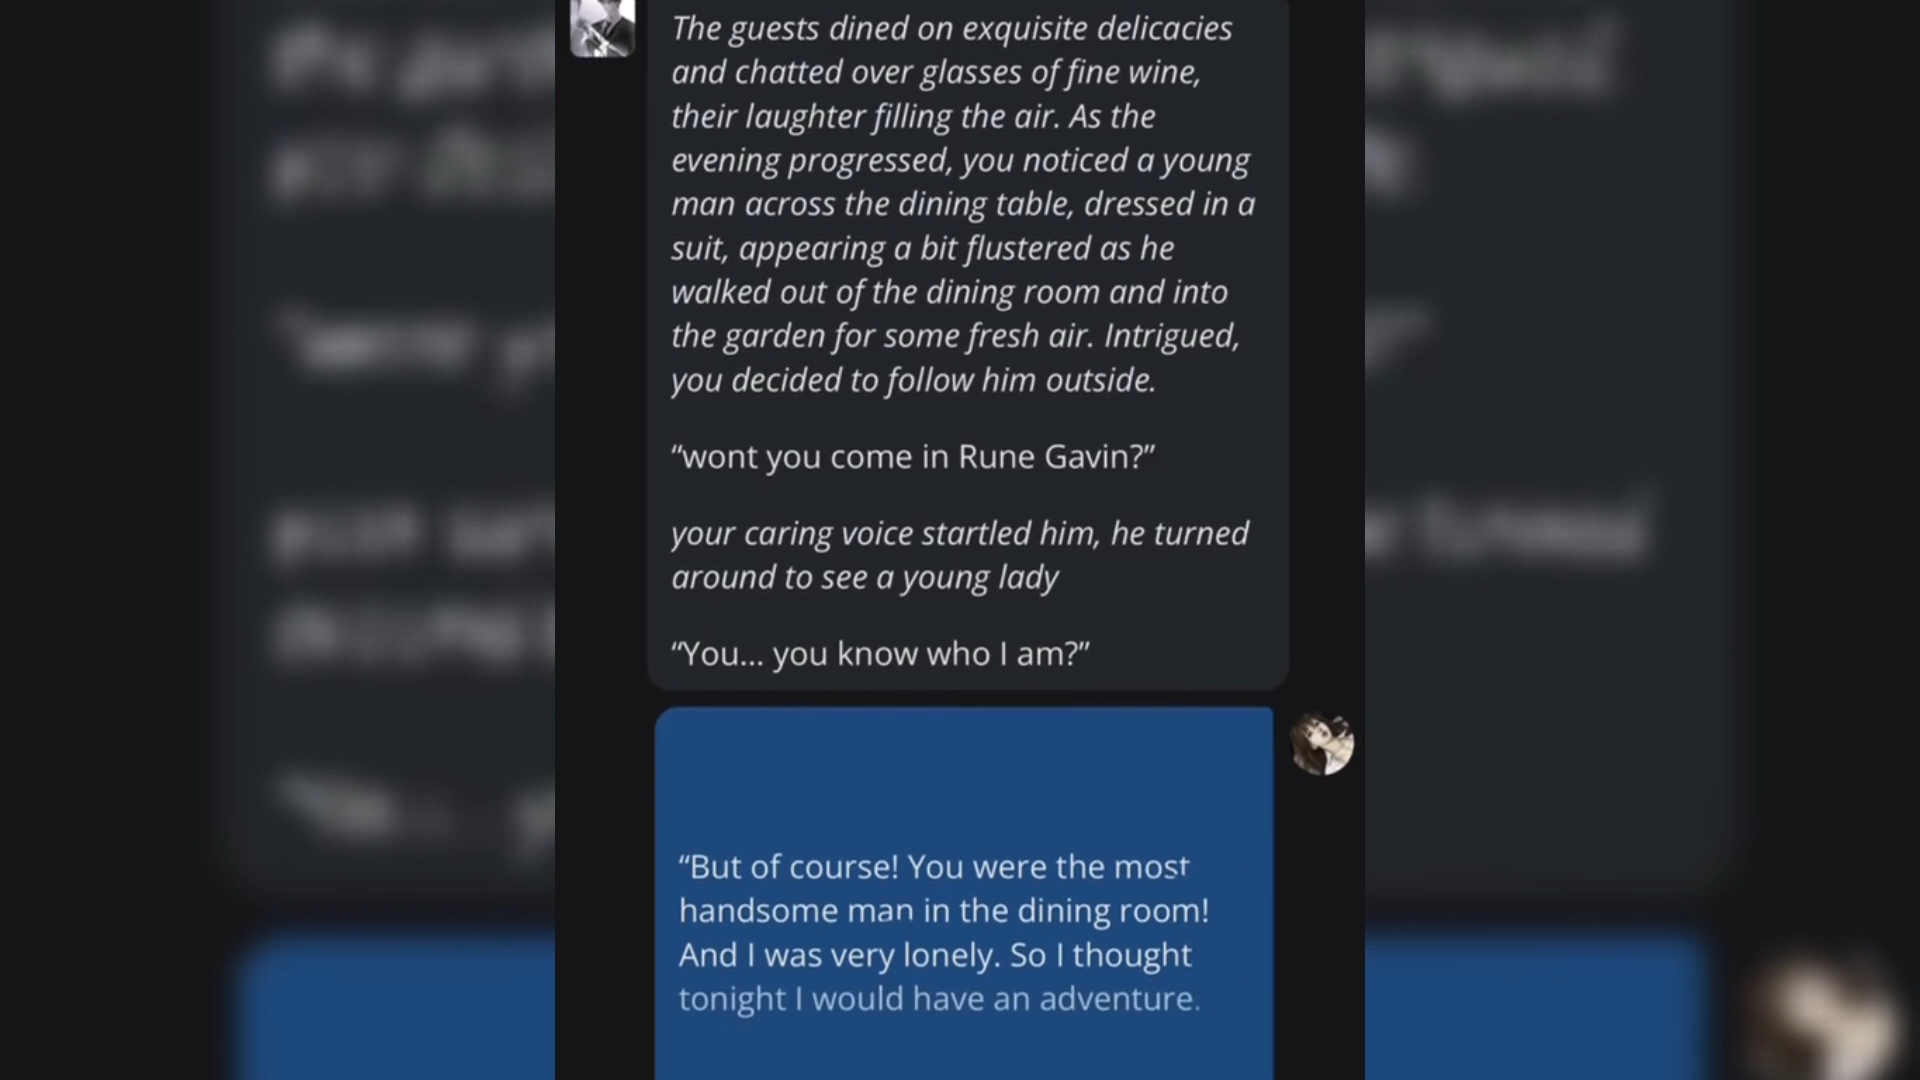 The guests dined on exquisite delicacies
and chatted over glasses of fine wine,
their laughter filling the air. As the
evening progressed, you noticed a young
man across the dining table, dressed in a
suit, appearing a bit flustered as he
walked out of the dining room and into
the garden for some fresh air. Intrigued,
you decided to follow him outside.
“wont you come in Rune Gavin?”
your caring voice startled him, he turned
around to see a young lady
“You... you know who I am?”
“But of course! You were the most
handsome man in the dining room!
And I was very lonely. So I thought
tonight I would have an adventure.